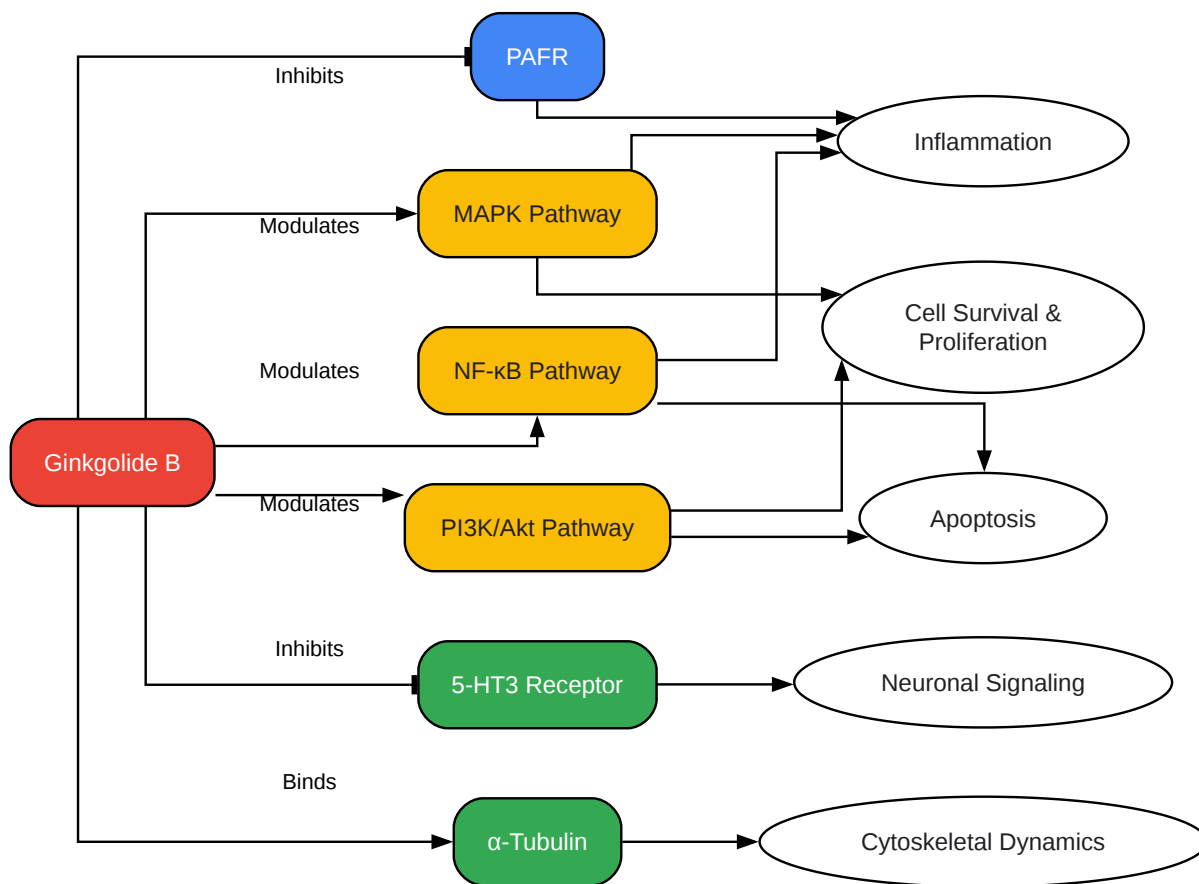 PAFR
Inhibits
Inflammation
MAPK Pathway
Modulates
Cell Survival &
Proliferation
NF-κB Pathway
Modulates
Ginkgolide B
Modulates
PI3K/Akt Pathway
Apoptosis
Inhibits
5-HT3 Receptor
Neuronal Signaling
Binds
α-Tubulin
Cytoskeletal Dynamics